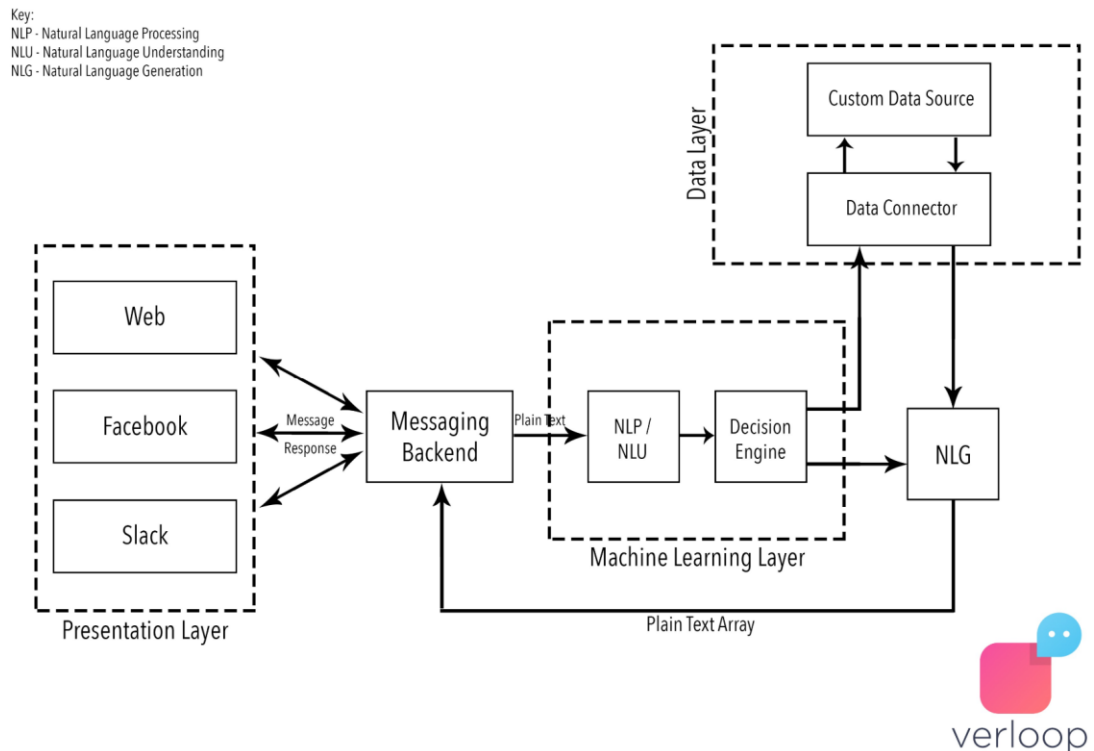 Key:
NLP - Natural Language Processing
NLU - Natural Language Understanding
NLG - Natural Language Generation
Custom Data Source
Data Layer
Data Connector
Web
Facebook
Slack
Presentation Layer
Message
Response
Messaging
Backend
Plain Text
NLP /
NLU
Decision
Engine
Machine Learning Layer
NLG
Plain Text Array
verloop